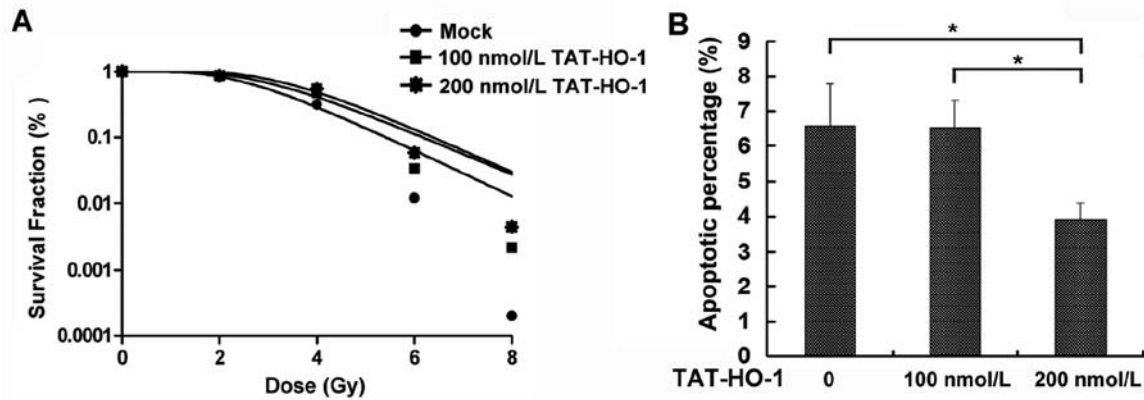 A
Mock
100 nmol/L TAT-HO-1
200 nmol/L TAT-HO-1
Survival Fraction (%)
1
0.1
0.01
0.001
0.0001
0 2 4 6 8
Dose (Gy)
B
Apoptotic percentage (%)
9
8
7
6
5
4
3
2
1
0
*
*
TAT-HO-1 0 100 nmol/L 200 nmol/L